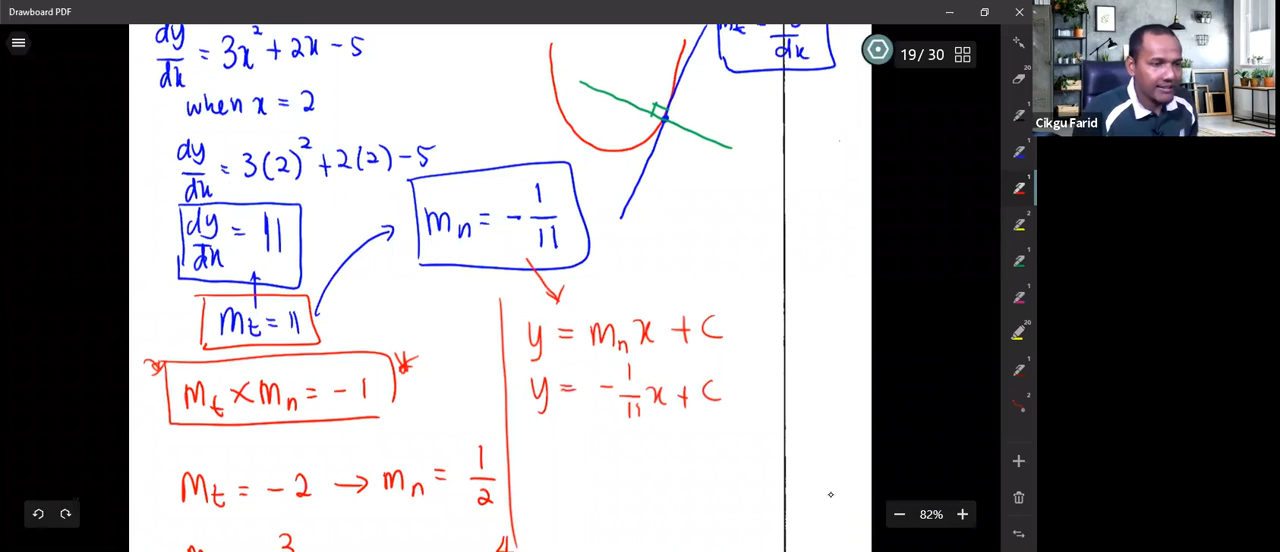 Drawboard PDF
19 / 30
Cikgu Farid
dy/dx = 3x² + 2x - 5
when x = 2
dy/dx = 3(2)² + 2(2) - 5
dy/dx = 11
m_t = 11
m_n = - 1/11
m_t × m_n = -1
m_t = -2 → m_n = 1/2
dx
y = m_n x + c
y = - 1/11 x + c
82%